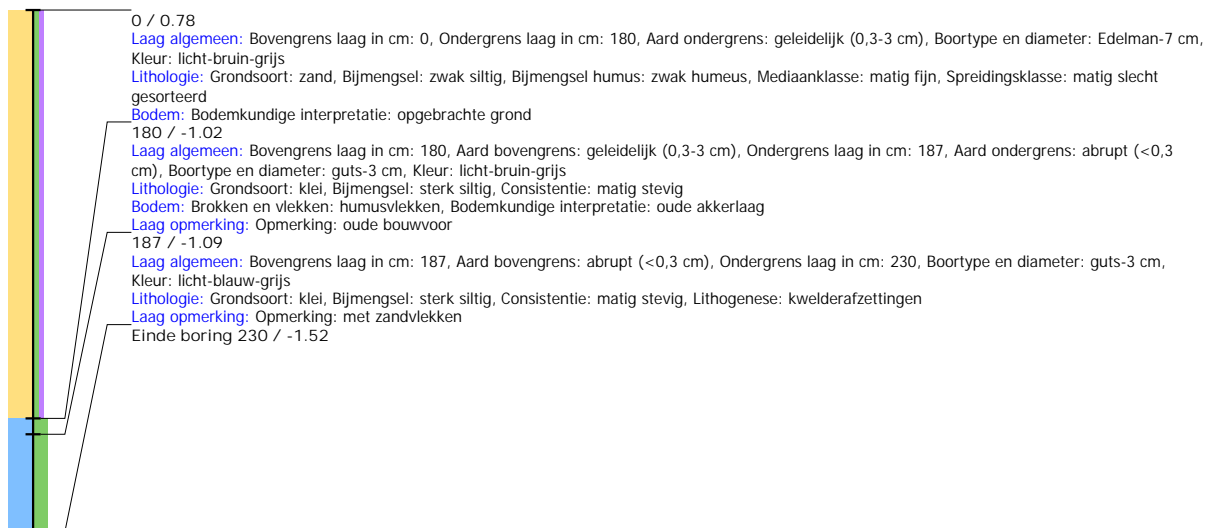 0 / 0.78
Laag algemeen: Bovengrens laag in cm: 0, Ondergrens laag in cm: 180, Aard ondergrens: geleidelijk (0,3-3 cm), Boortype en diameter: Edelman-7 cm,
Kleur: licht-bruin-grijs
Lithologie: Grondsoort: zand, Bijmengsel: zwak siltig, Bijmengsel humus: zwak humeus, Mediaanklasse: matig fijn, Spreidingsklasse: matig slecht
gesorteerd
Bodem: Bodemkundige interpretatie: opgebrachte grond
180 / -1.02
Laag algemeen: Bovengrens laag in cm: 180, Aard bovengrens: geleidelijk (0,3-3 cm), Ondergrens laag in cm: 187, Aard ondergrens: abrupt (<0,3
cm), Boortype en diameter: guts-3 cm, Kleur: licht-bruin-grijs
Lithologie: Grondsoort: klei, Bijmengsel: sterk siltig, Consistentie: matig stevig
Bodem: Brokken en vlekken: humusvlekken, Bodemkundige interpretatie: oude akkerlaag
Laag opmerking: Opmerking: oude bouwvoor
187 / -1.09
Laag algemeen: Bovengrens laag in cm: 187, Aard bovengrens: abrupt (<0,3 cm), Ondergrens laag in cm: 230, Boortype en diameter: guts-3 cm,
Kleur: licht-blauw-grijs
Lithologie: Grondsoort: klei, Bijmengsel: sterk siltig, Consistentie: matig stevig, Lithogenese: kwelderafzettingen
Laag opmerking: Opmerking: met zandvlekken
Einde boring 230 / -1.52